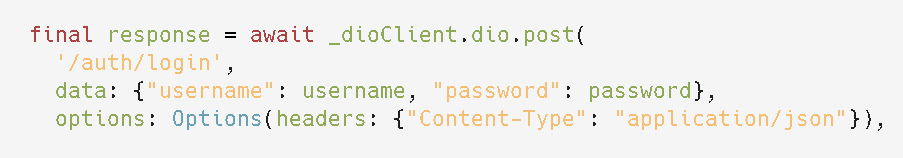 final response = await _dioClient.dio.post(
  '/auth/login',
  data: {"username": username, "password": password},
  options: Options(headers: {"Content-Type": "application/json"}),